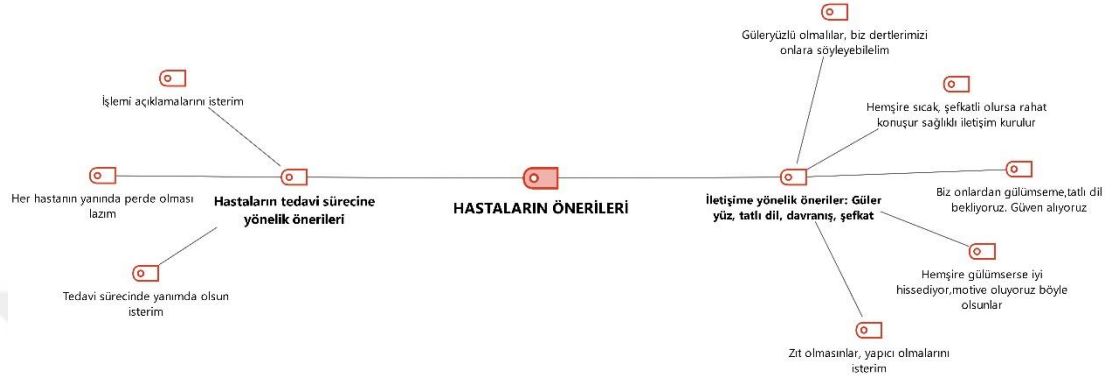 Güleryüzlü olmalılar, biz dertlerimizi
onlara söyleyebilelim
İşlemi açıklamalarını isterim
Hemşire sıcak, şefkatli olursa rahat
konuşur sağlıklı iletişim kurulur
Her hastanın yanında perde olması
lazım
Hastaların tedavi sürecine
yönelik önerileri
HASTALARIN ÖNERİLERİ
İletişime yönelik öneriler: Güler
yüz, tatlı dil, davranış, şefkat
Biz onlardan gülümseme,tatlı dil
bekliyoruz. Güven alıyoruz
Tedavi sürecinde yanımda olsun
isterim
Hemşire gülümserse iyi
hissediyor,motive oluyoruz böyle
olsunlar
Zıt olmasınlar, yapıcı olmalarını
isterim